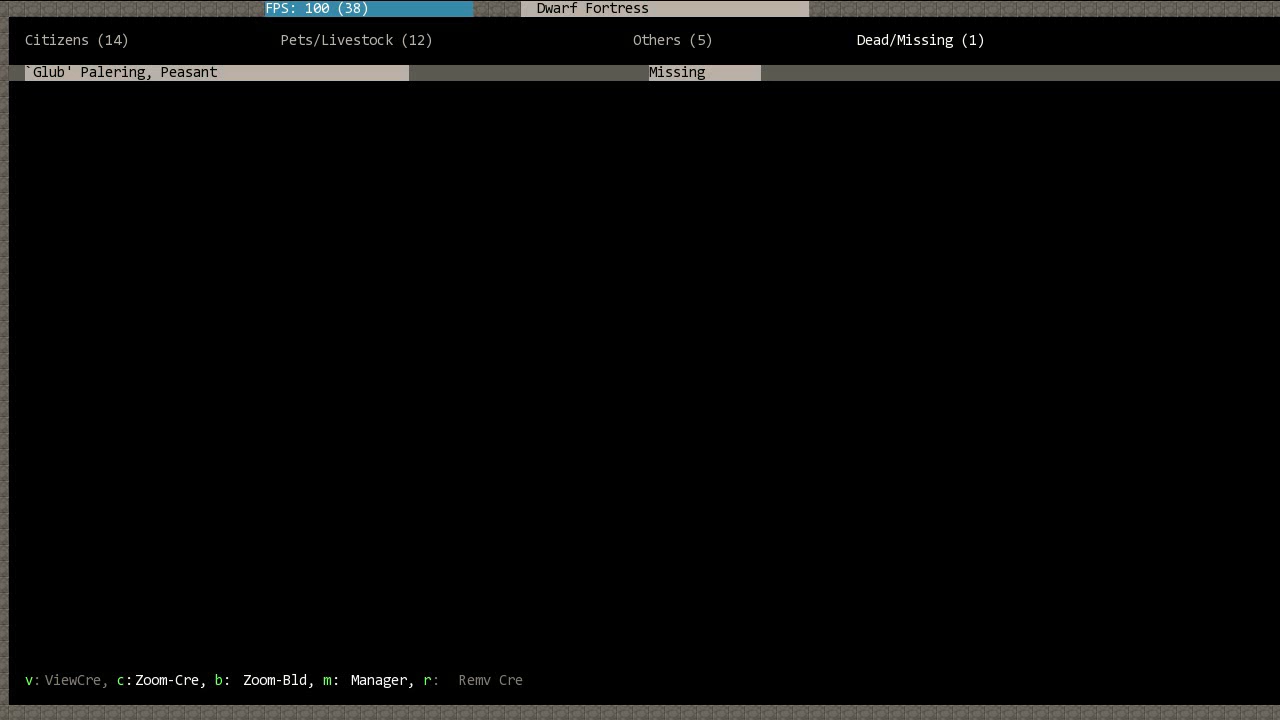 FPS: 100 (38) Dwarf Fortress
Citizens (14) Pets/Livestock (12) Others (5) Dead/Missing (1)
`Glub' Palering, Peasant Missing
v: ViewCre, c: Zoom-Cre, b: Zoom-Bld, m: Manager, r: Remv Cre